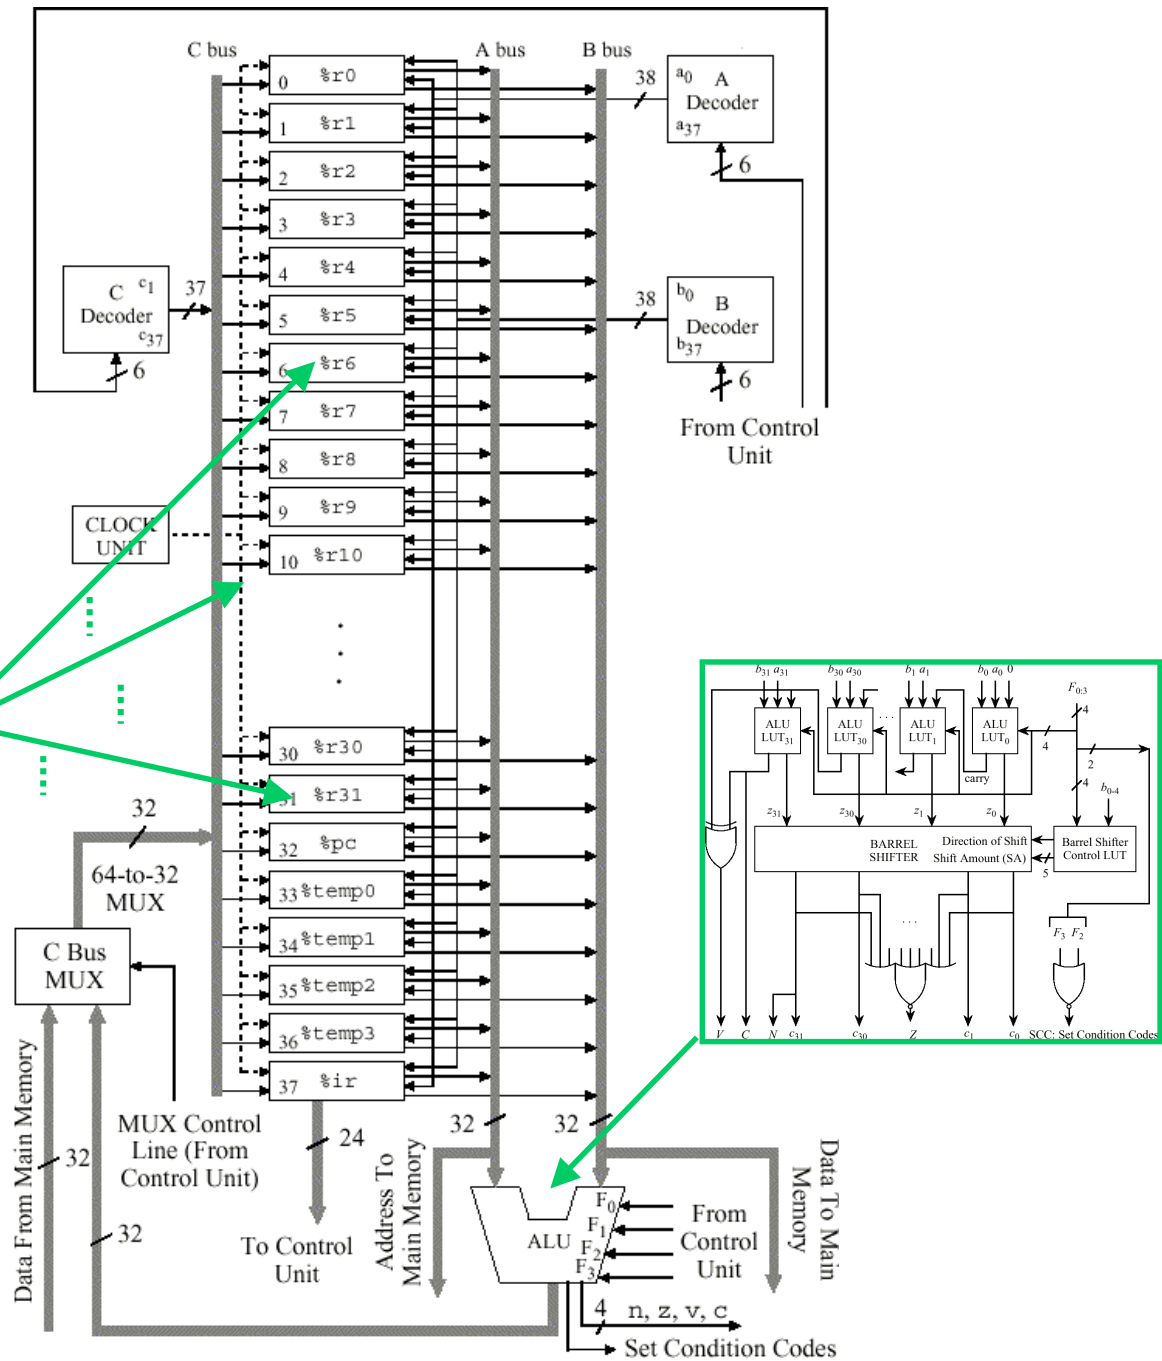 C bus
A bus
B bus
0 %r0
1 %r1
2 %r2
3 %r3
4 %r4
5 %r5
6 %r6
7 %r7
8 %r8
9 %r9
10 %r10
30 %r30
31 %r31
32 %pc
33 %temp0
34 %temp1
35 %temp2
36 %temp3
37 %ir
38
a0 A
Decoder
a37
6
38
b0 B
Decoder
b37
6
From Control
Unit
C c1
Decoder
c37
37
6
CLOCK
UNIT
32
64-to-32
MUX
C Bus
MUX
MUX Control
Line (From
Control Unit)
Data From Main Memory
32
32
24
To Control
Unit
32
32
Address To
Main Memory
Data To Main
Memory
ALU
F0
F1
F2
F3
From
Control
Unit
4
n, z, v, c
Set Condition Codes
b31 a31
b30 a30
b1 a1
b0 a0 0
F0:3
4
ALU
LUT31
ALU
LUT30
. . .
ALU
LUT1
ALU
LUT0
4
2
carry
4
b0-4
z31
z30
z1
z0
BARREL
SHIFTER
Direction of Shift
Shift Amount (SA)
Barrel Shifter
Control LUT
5
. . .
F3 F2
V
C
N
c31
c30
Z
c1
c0
SCC: Set Condition Codes